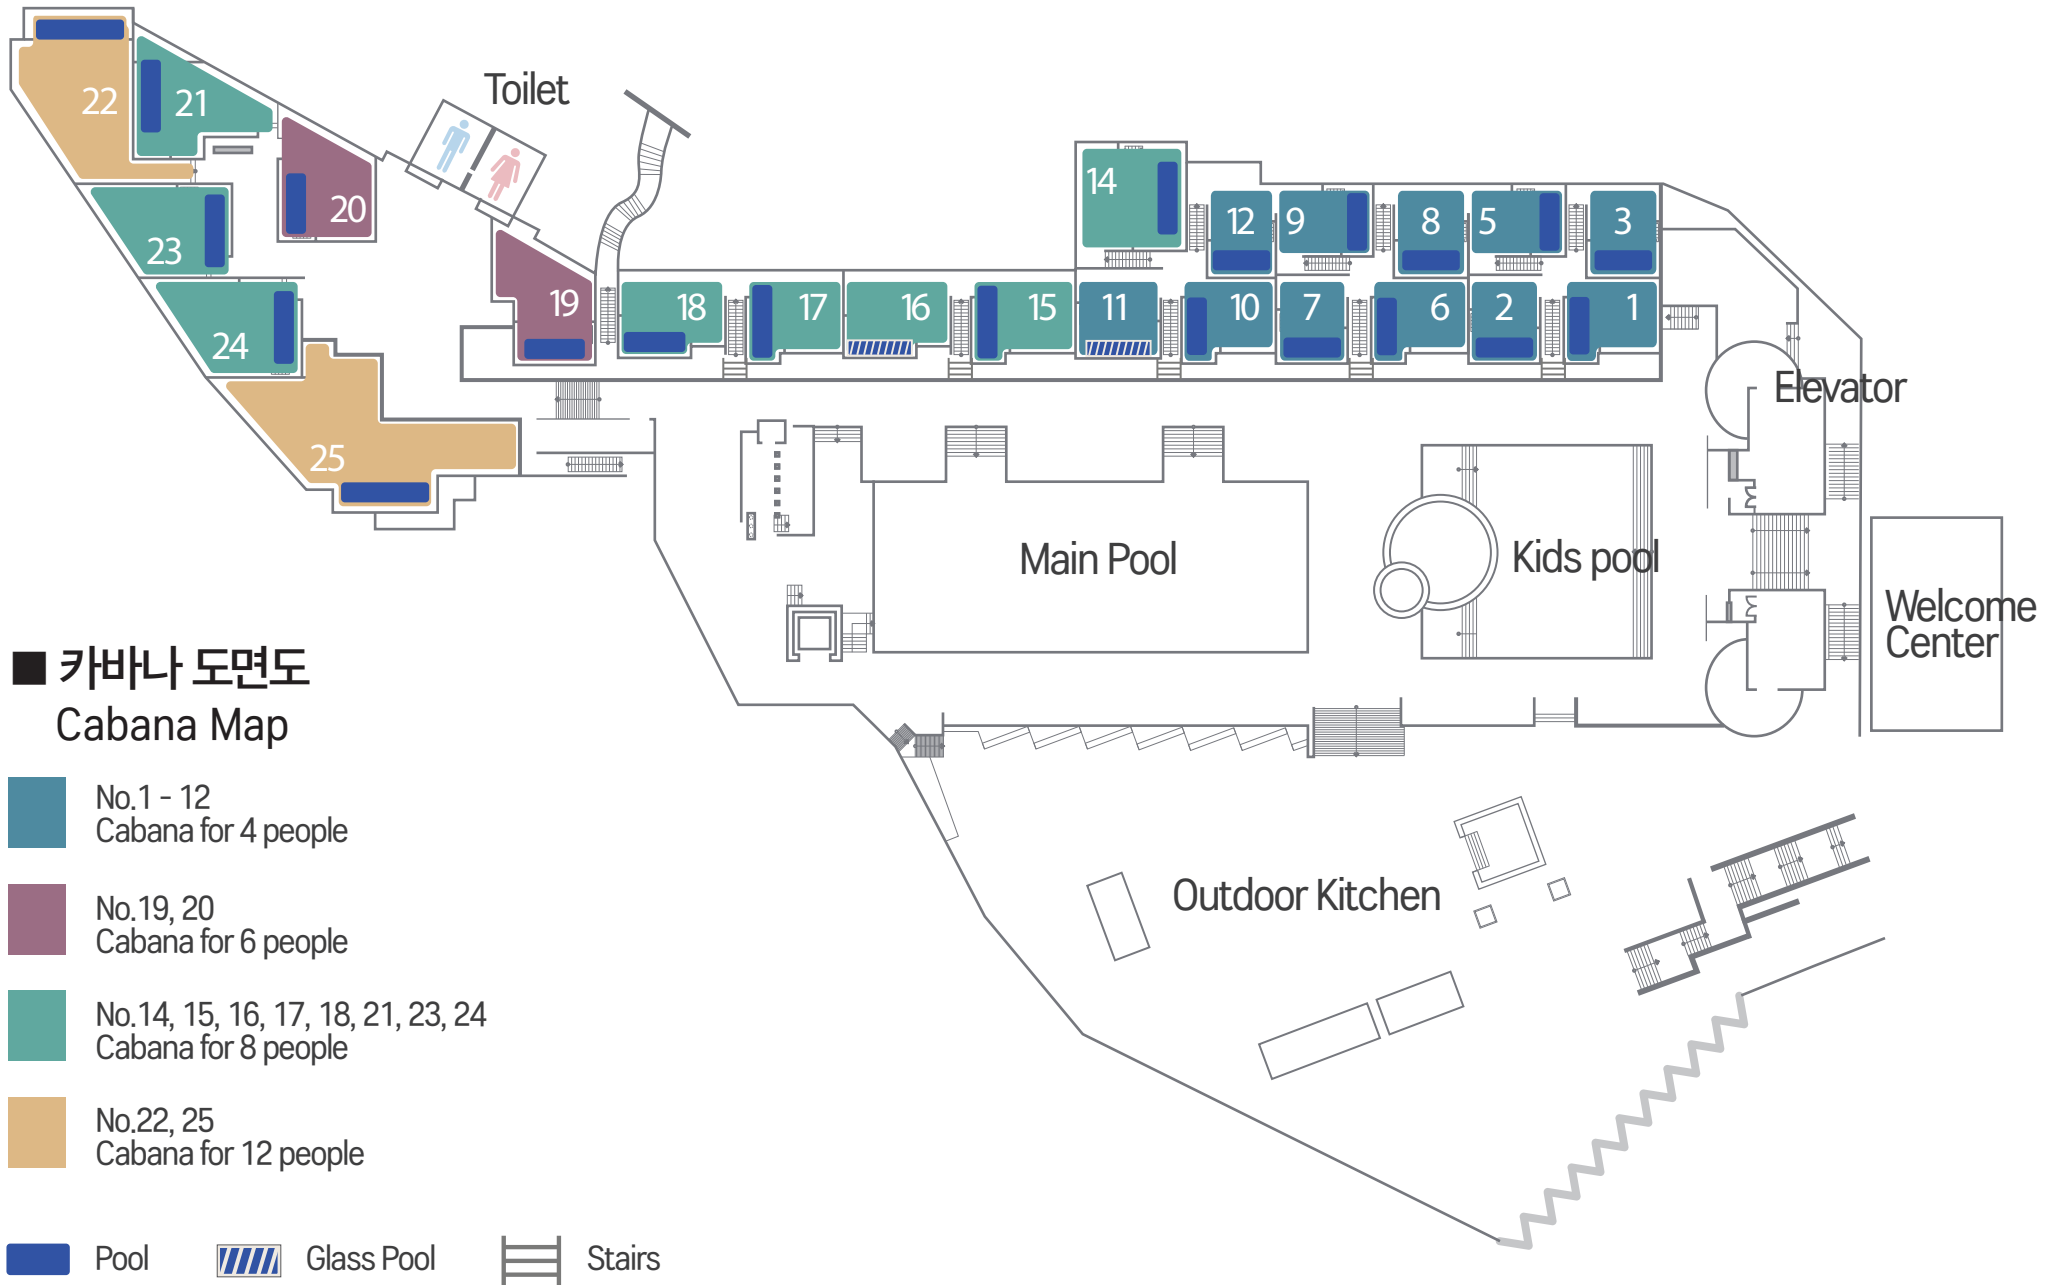 Toilet
22
21
20
23
24
25
19
18
17
16
15
14
11
12
9
8
5
3
10
7
6
2
1
Elevator
Main Pool
Kids pool
Welcome
Center
Outdoor Kitchen
■ 카바나 도면도
Cabana Map
No.1 - 12
Cabana for 4 people
No.19, 20
Cabana for 6 people
No.14, 15, 16, 17, 18, 21, 23, 24
Cabana for 8 people
No.22, 25
Cabana for 12 people
Pool
Glass Pool
Stairs